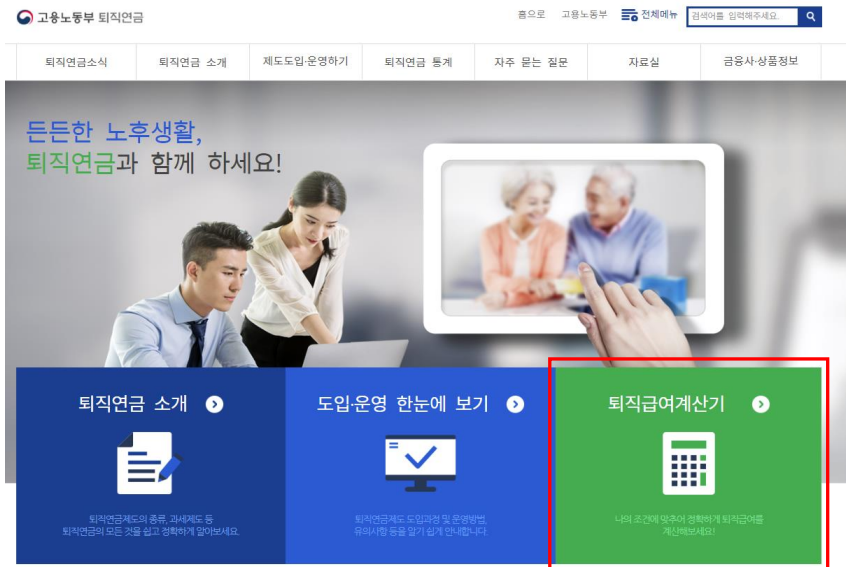 고용노동부 퇴직연금
홈으로 고용노동부 전체메뉴 검색어를 입력해주세요.
퇴직연금소식 퇴직연금 소개 제도도입·운영하기 퇴직연금 통계 자주 묻는 질문 자료실 금융사·상품정보
든든한 노후생활,
퇴직연금과 함께 하세요!
퇴직연금 소개
퇴직연금제도의 종류, 과세제도 등
퇴직연금의 모든 것을 쉽고 정확하게 알아보세요.
도입·운영 한눈에 보기
퇴직연금제도 도입과정 및 운영방법,
유의사항 등을 알기 쉽게 안내합니다.
퇴직급여계산기
나의 조건에 맞추어 정확하게 퇴직급여를
계산해보세요!